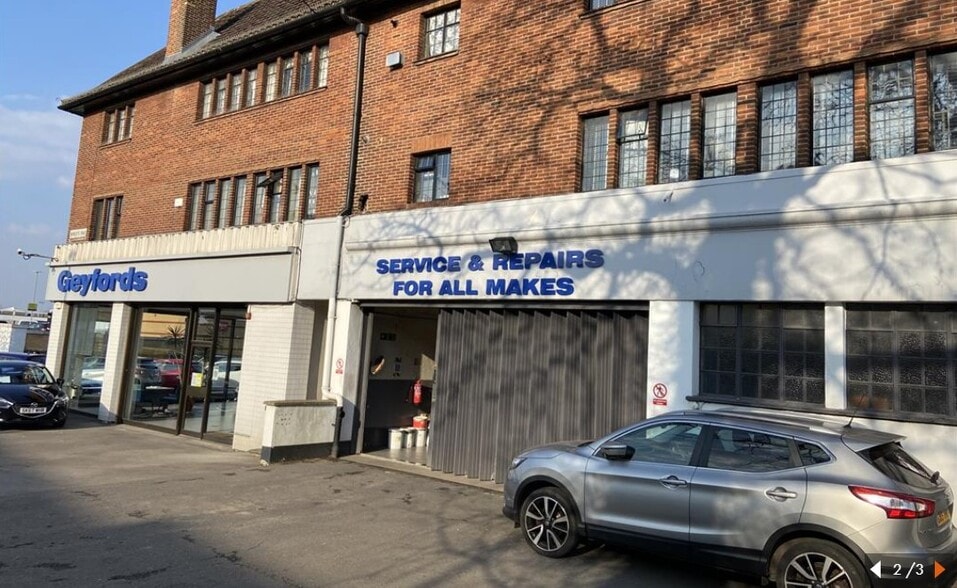 Geyfords
SERVICE & REPAIRS
FOR ALL MAKES
2 /3